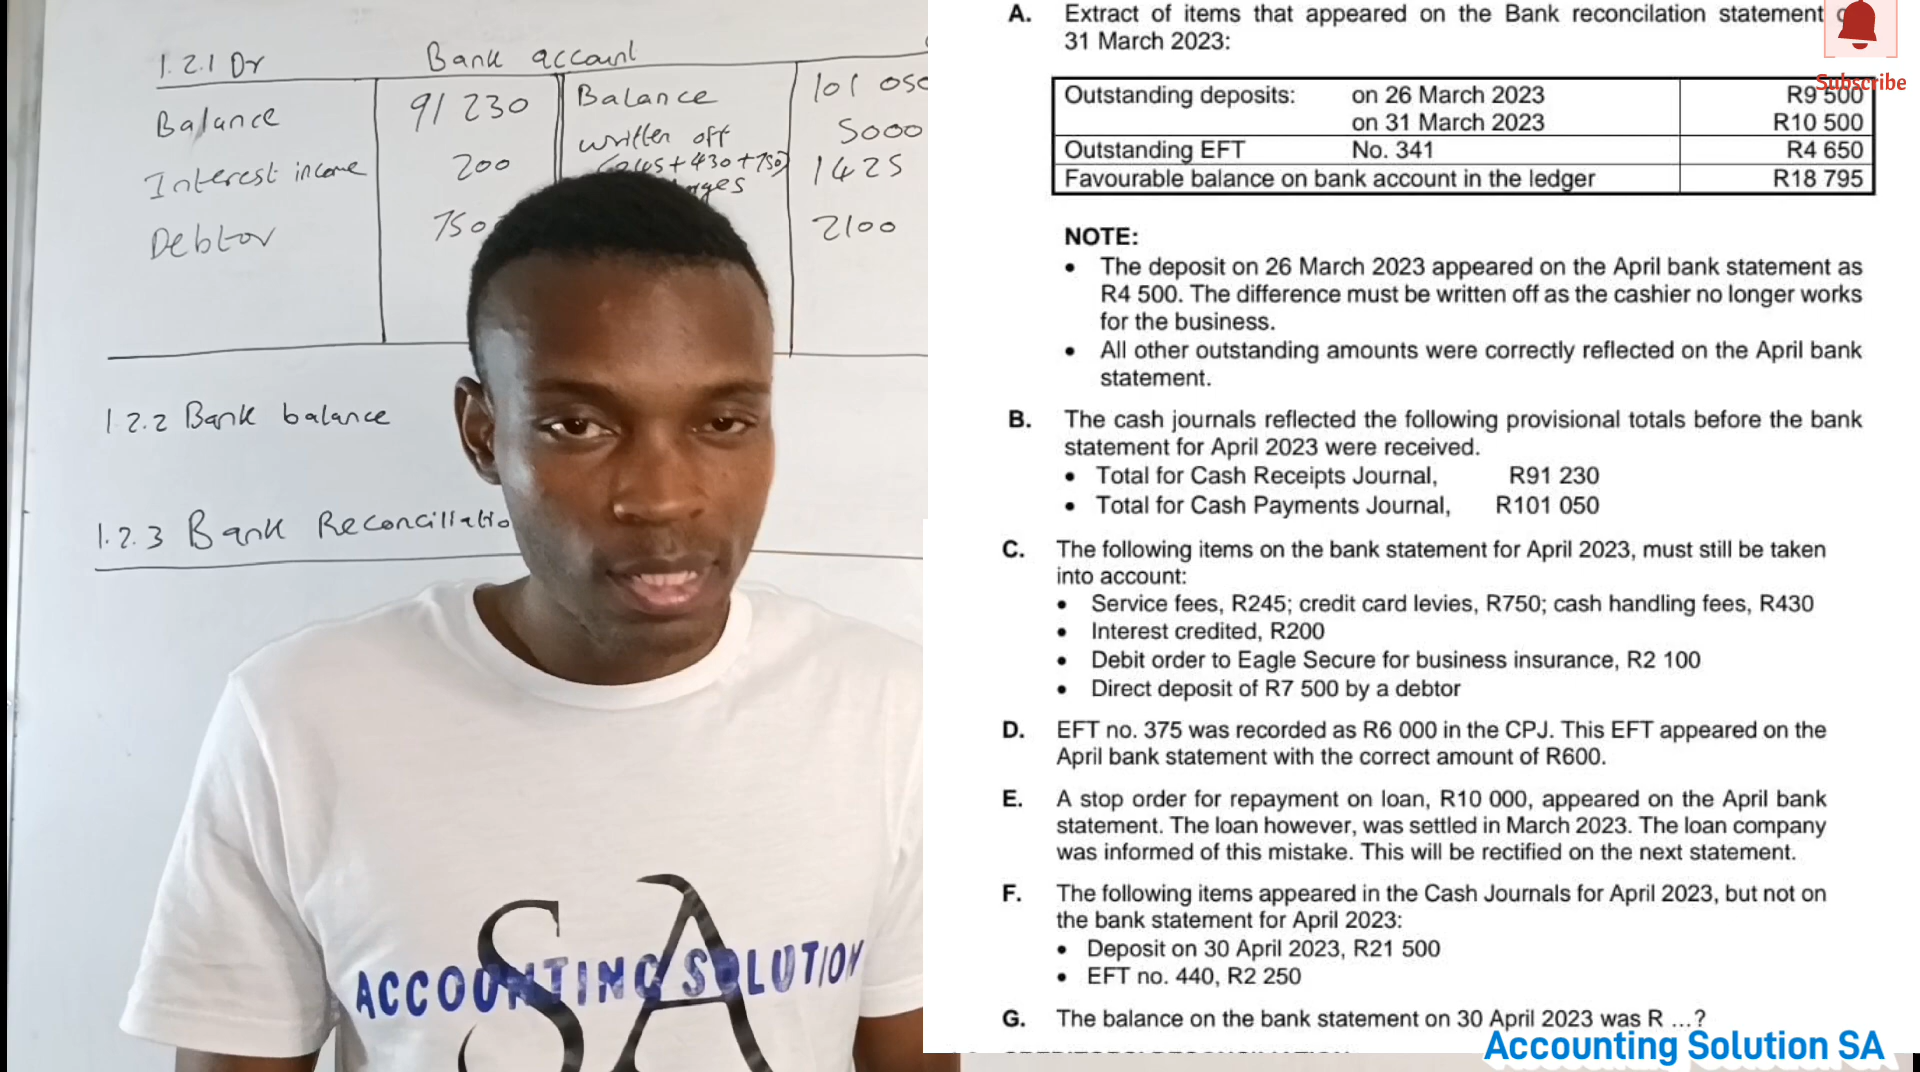 1.2.1 Dr Bank account
Balance 91 230 Balance 101 050
written off 5000
Interest income 200 (245+430+750) 1425
Debtor 750 2100
1.2.2 Bank balance
1.2.3 Bank Reconcillatio
SA
ACCOUNTING SOLUTION
A. Extract of items that appeared on the Bank reconcilation statement
31 March 2023:
Subscribe
Outstanding deposits: on 26 March 2023 R9 500
on 31 March 2023 R10 500
Outstanding EFT No. 341 R4 650
Favourable balance on bank account in the ledger R18 795
NOTE:
• The deposit on 26 March 2023 appeared on the April bank statement as
R4 500. The difference must be written off as the cashier no longer works
for the business.
• All other outstanding amounts were correctly reflected on the April bank
statement.
B. The cash journals reflected the following provisional totals before the bank
statement for April 2023 were received.
• Total for Cash Receipts Journal, R91 230
• Total for Cash Payments Journal, R101 050
C. The following items on the bank statement for April 2023, must still be taken
into account:
• Service fees, R245; credit card levies, R750; cash handling fees, R430
• Interest credited, R200
• Debit order to Eagle Secure for business insurance, R2 100
• Direct deposit of R7 500 by a debtor
D. EFT no. 375 was recorded as R6 000 in the CPJ. This EFT appeared on the
April bank statement with the correct amount of R600.
E. A stop order for repayment on loan, R10 000, appeared on the April bank
statement. The loan however, was settled in March 2023. The loan company
was informed of this mistake. This will be rectified on the next statement.
F. The following items appeared in the Cash Journals for April 2023, but not on
the bank statement for April 2023:
• Deposit on 30 April 2023, R21 500
• EFT no. 440, R2 250
G. The balance on the bank statement on 30 April 2023 was R ...?
Accounting Solution SA